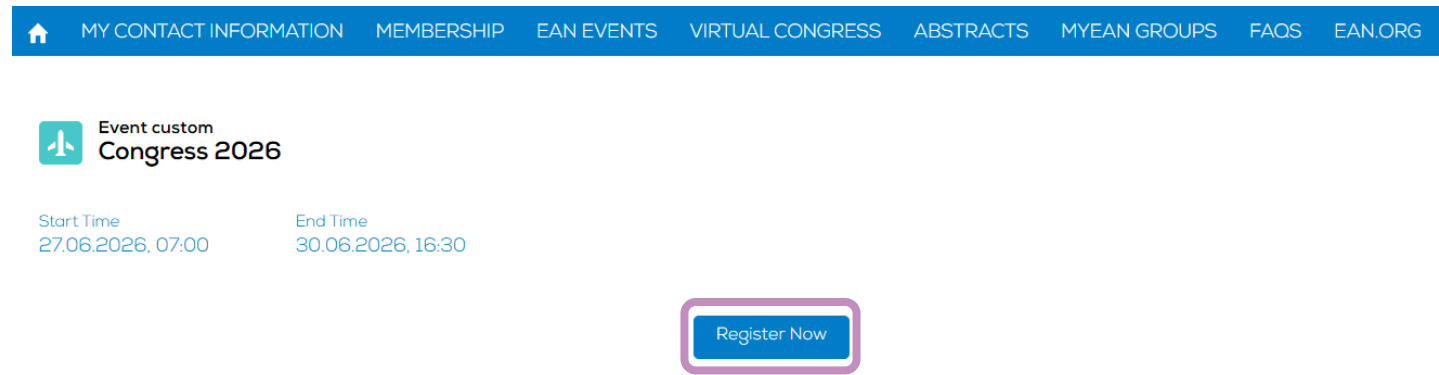 MY CONTACT INFORMATION MEMBERSHIP EAN EVENTS VIRTUAL CONGRESS ABSTRACTS MYEAN GROUPS FAQS EAN.ORG
Event custom
Congress 2026
Start Time End Time
27.06.2026, 07:00 30.06.2026, 16:30
Register Now